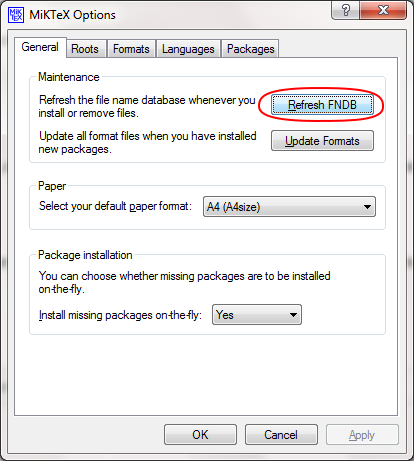 MiKTeX Options
General Roots Formats Languages Packages
Maintenance
Refresh the file name database whenever you
install or remove files.
Refresh FNDB
Update all format files when you have installed
new packages.
Update Formats
Paper
Select your default paper format: A4 (A4size)
Package installation
You can choose whether missing packages are to be installed
on-the-fly.
Install missing packages on-the-fly: Yes
OK Cancel Apply